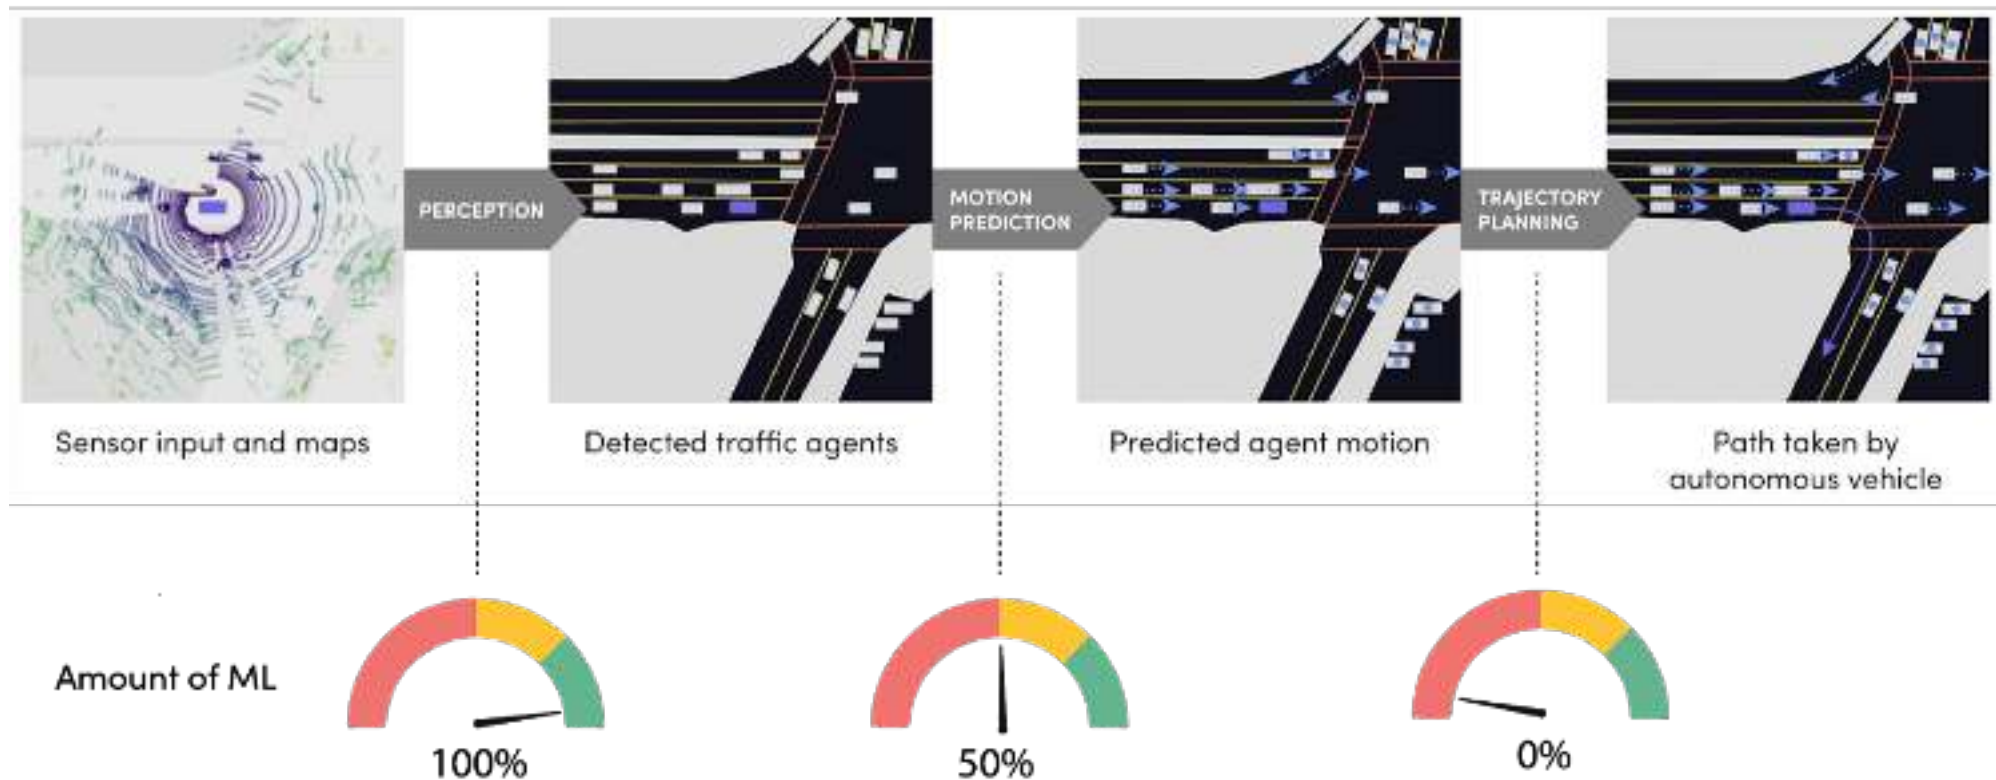 PERCEPTION
MOTION
PREDICTION
TRAJECTORY
PLANNING
Sensor input and maps
Detected traffic agents
Predicted agent motion
Path taken by
autonomous vehicle
Amount of ML
100%
50%
0%